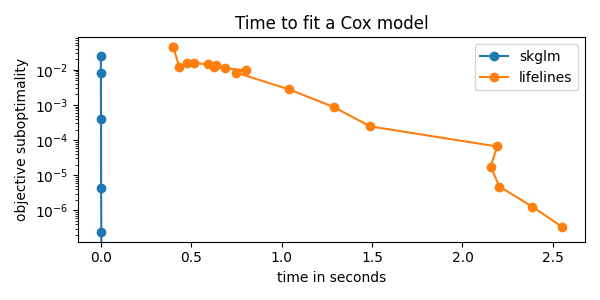 Time to fit a Cox model
objective suboptimality
10⁻²
10⁻³
10⁻⁴
10⁻⁵
10⁻⁶
skglm
lifelines
0.0 0.5 1.0 1.5 2.0 2.5
time in seconds